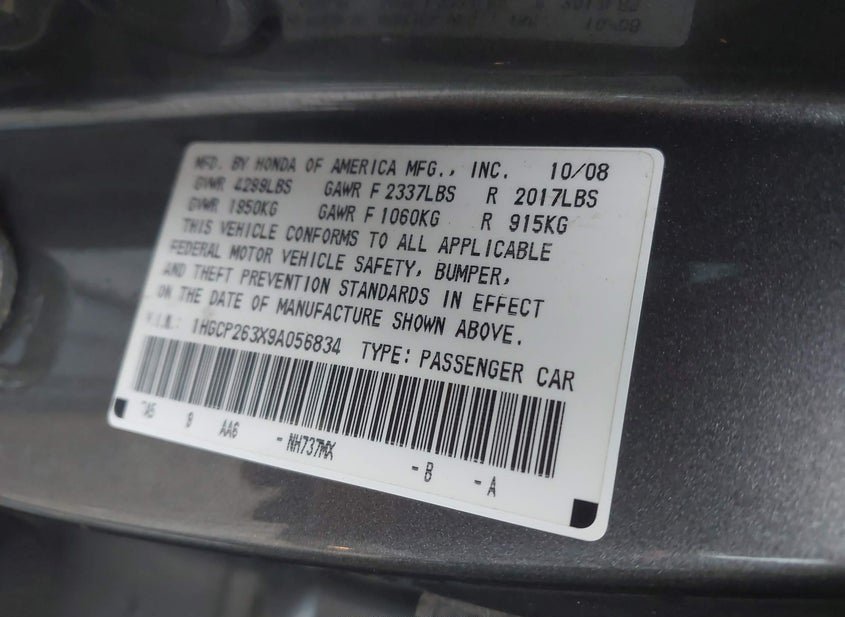 MFD. BY HONDA OF AMERICA MFG., INC. 10/08
GVWR 4299LBS GAWR F 2337LBS R 2017LBS
GVWR 1950KG GAWR F 1060KG R 915KG
THIS VEHICLE CONFORMS TO ALL APPLICABLE
FEDERAL MOTOR VEHICLE SAFETY, BUMPER,
AND THEFT PREVENTION STANDARDS IN EFFECT
ON THE DATE OF MANUFACTURE SHOWN ABOVE.
V.I.N.: 1HGCP263X9A056834 TYPE: PASSENGER CAR
TA5 9 AA6 - NH737MX - B - A